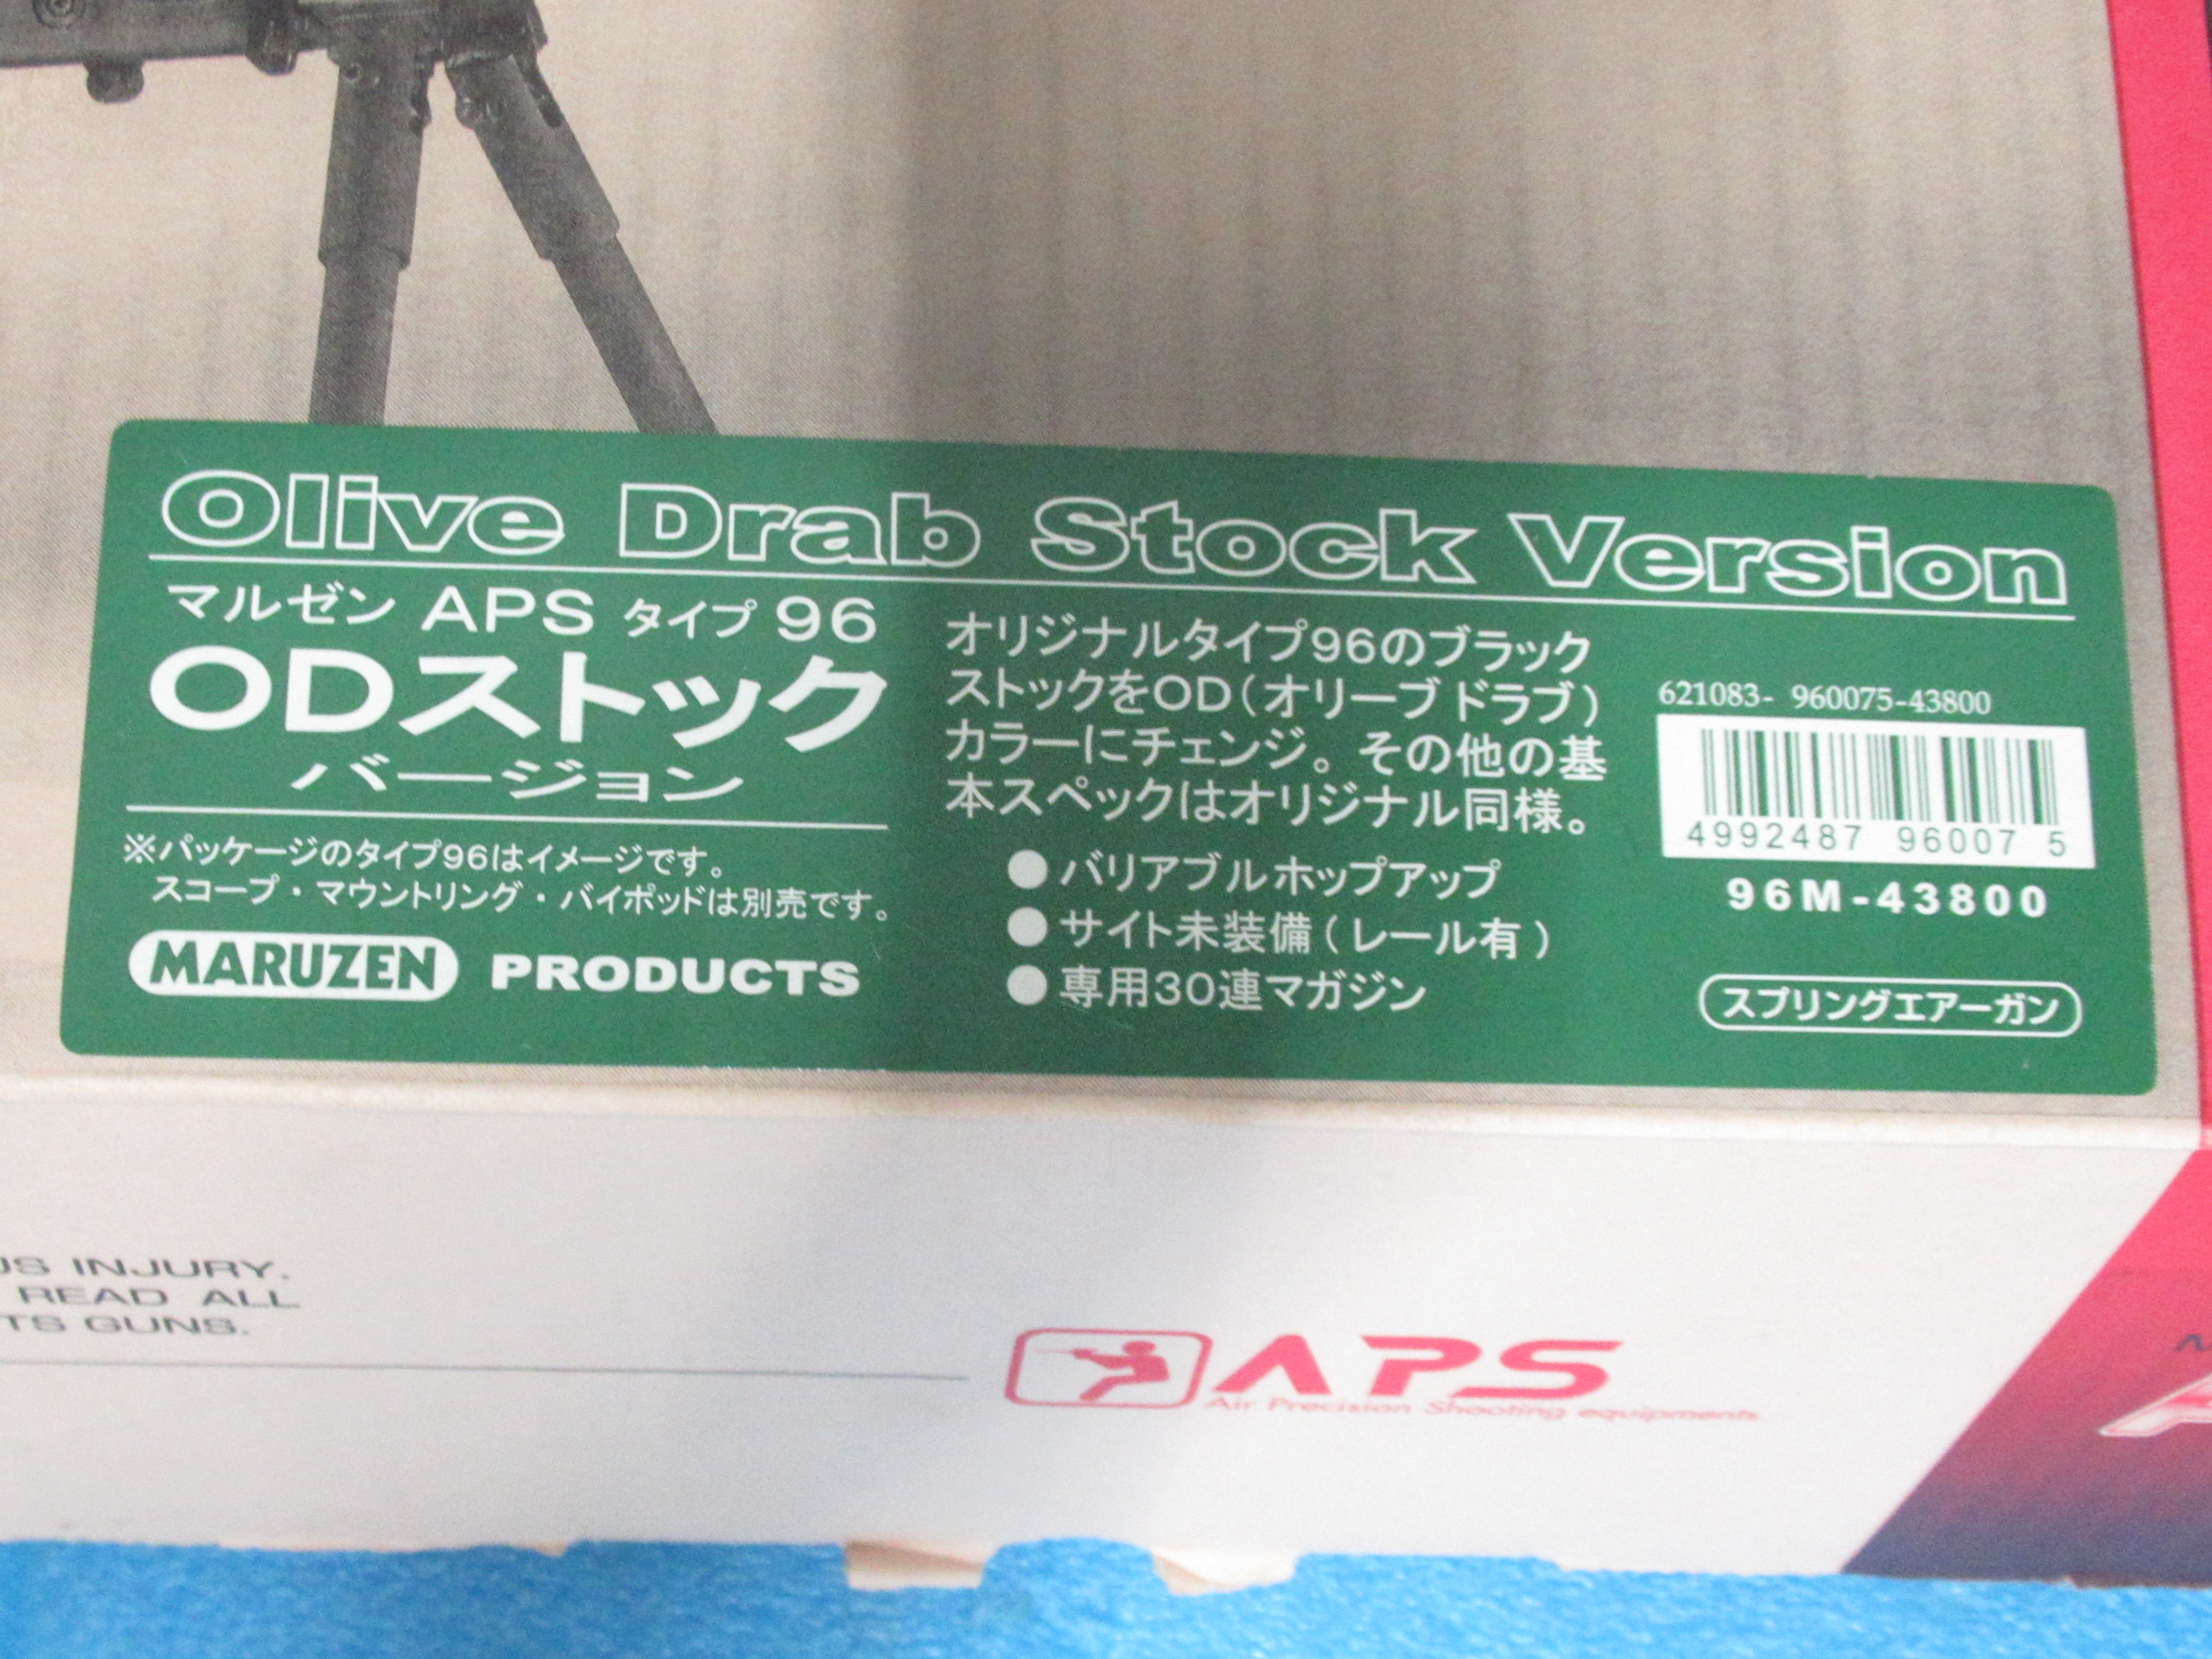 Olive Drab Stock Version
マルゼン APS タイプ 96
ODストック
バージョン
※パッケージのタイプ96はイメージです。
スコープ・マウントリング・バイポッドは別売です。
MARUZEN PRODUCTS
オリジナルタイプ96のブラック
ストックをOD(オリーブドラブ)
カラーにチェンジ。その他の基
本スペックはオリジナル同様。
●バリアブルホップアップ
●サイト未装備(レール有)
●専用30連マガジン
621083- 960075-43800
4992487 96007 5
96M-43800
スプリングエアーガン
US INJURY.
READ ALL
TS GUNS.
APS
Air Precision Shooting equipments.